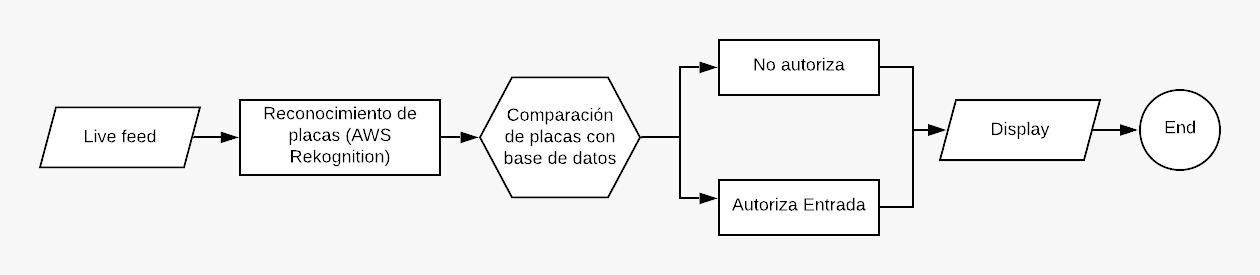 Live feed
Reconocimiento de
placas (AWS
Rekognition)
Comparación
de placas con
base de datos
No autoriza
Autoriza Entrada
Display
End